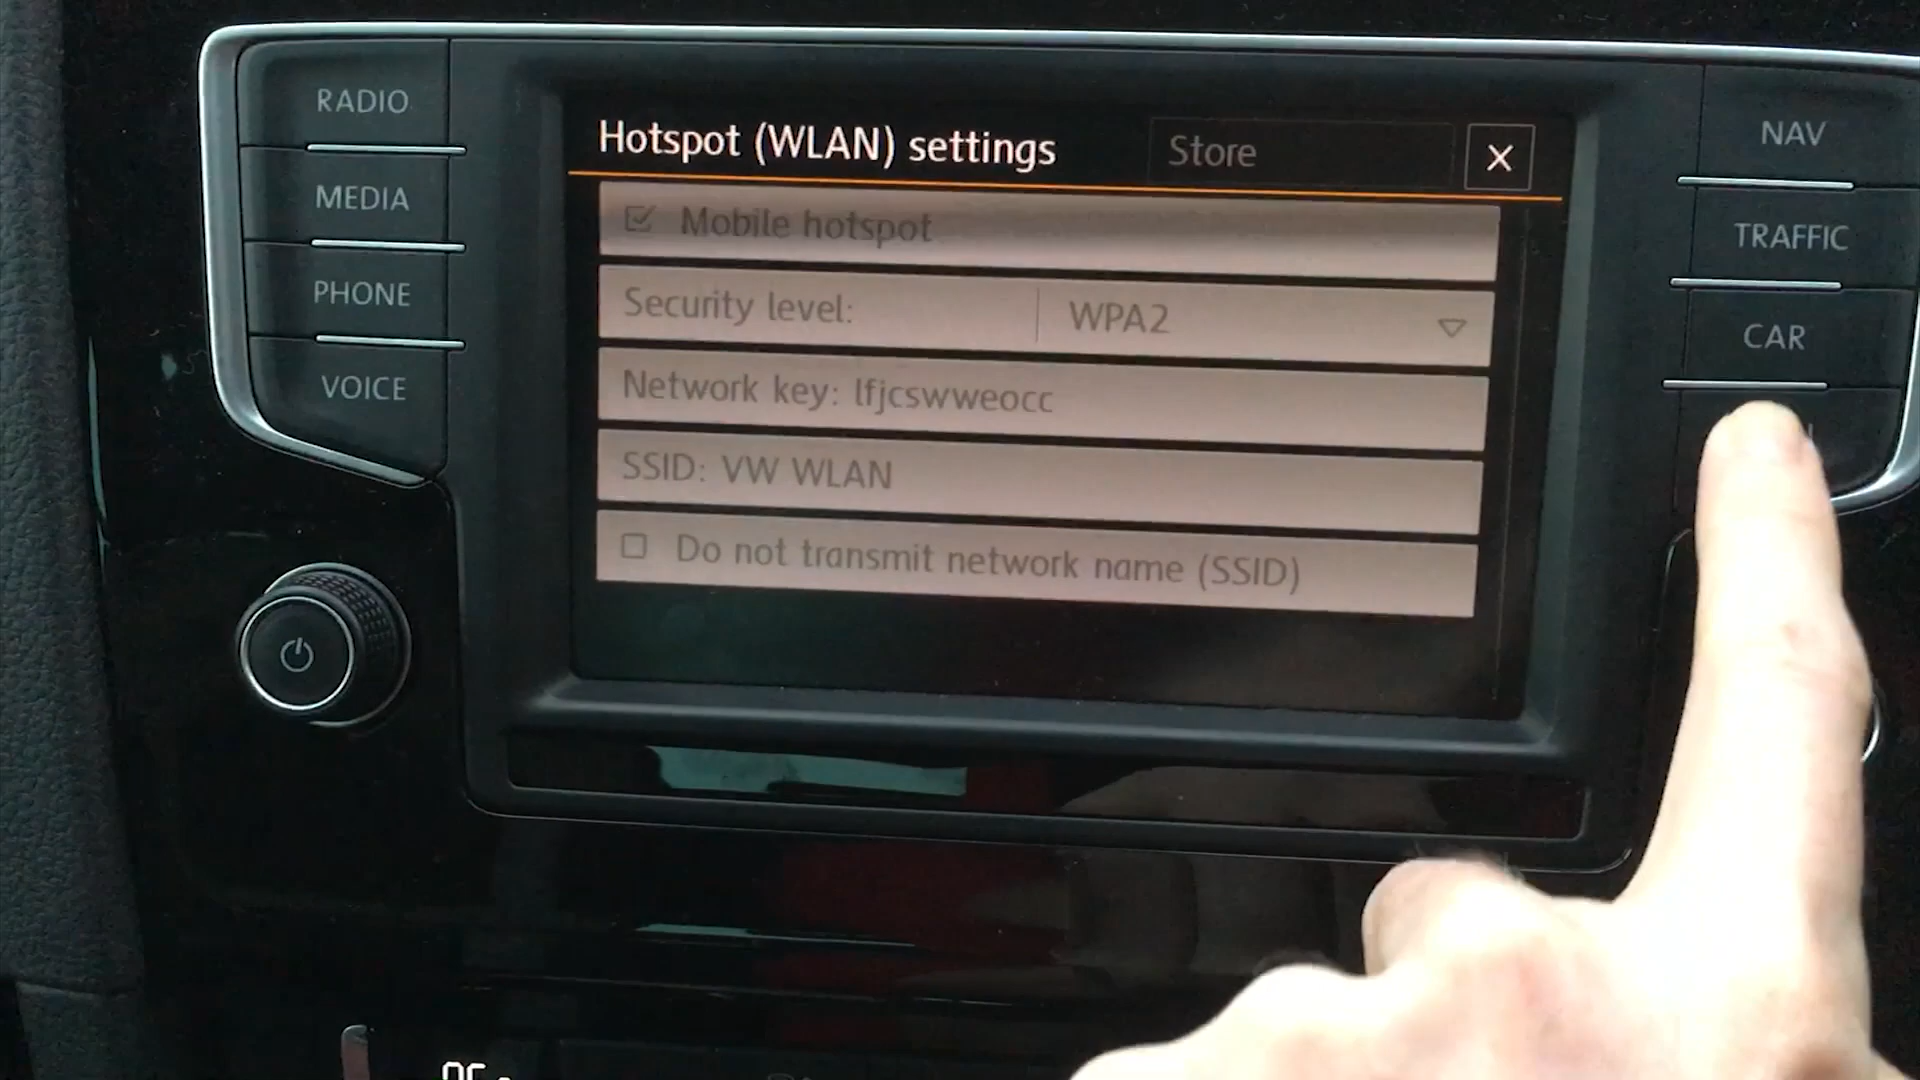 RADIO
MEDIA
PHONE
VOICE
Hotspot (WLAN) settings
Store
Mobile hotspot
Security level: WPA2
Network key: lfjcswweocc
SSID: VW WLAN
Do not transmit network name (SSID)
NAV
TRAFFIC
CAR